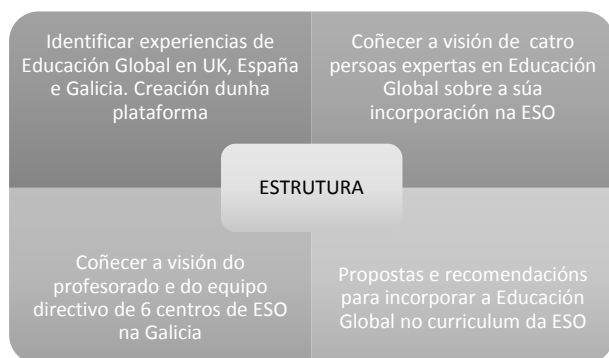 Identificar experiencias de
Educación Global en UK, España
e Galicia. Creación dunha
plataforma
Coñecer a visión de catro
persoas expertas en Educación
Global sobre a súa
incorporación na ESO
ESTRUTURA
Coñecer a visión do
profesorado e do equipo
directivo de 6 centros de ESO
na Galicia
Propostas e recomendacións
para incorporar a Educación
Global no curriculum da ESO